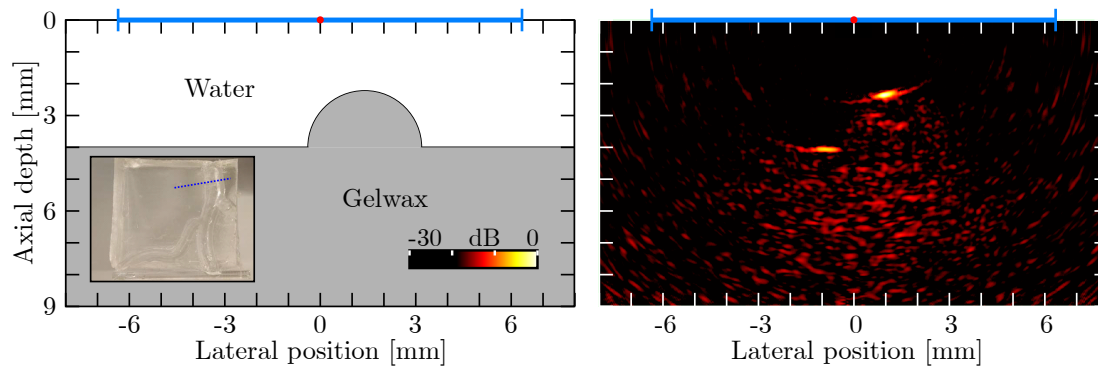 0
3
6
9
Axial depth [mm]
Water
Gelwax
-30 dB 0
-6 -3 0 3 6
Lateral position [mm]
-6 -3 0 3 6
Lateral position [mm]